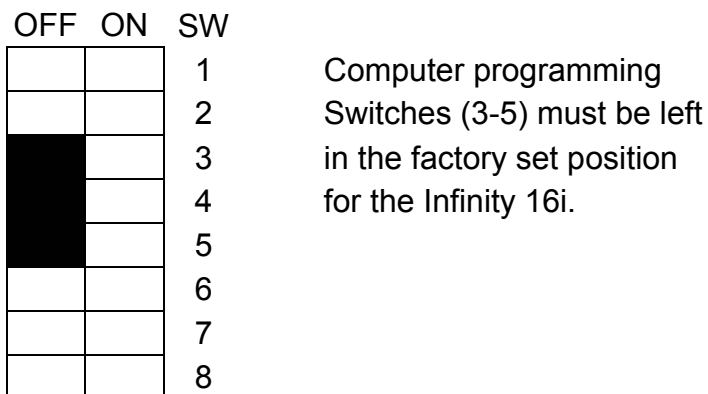 OFF ON SW
1 Computer programming
2 Switches (3-5) must be left
3 in the factory set position
4 for the Infinity 16i.
5
6
7
8